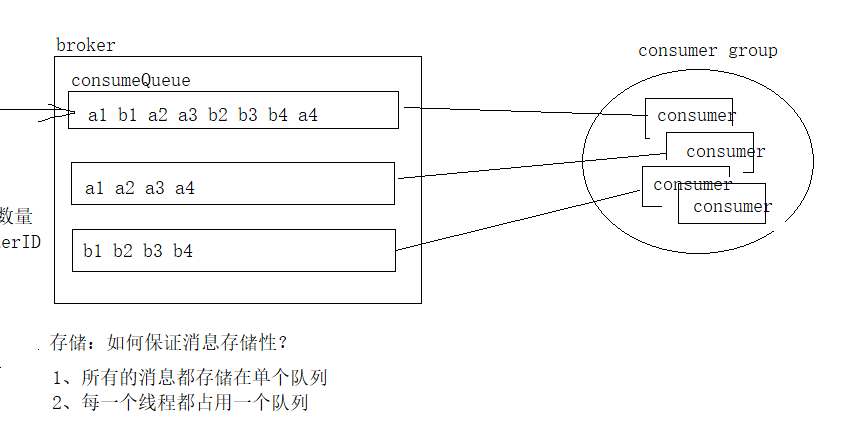 broker
consumer group
consumeQueue
a1 b1 a2 a3 b2 b3 b4 a4
consumer
consumer
a1 a2 a3 a4
consumer
consumer
数量
erID
b1 b2 b3 b4
存储：如何保证消息存储性？
1、所有的消息都存储在单个队列
2、每一个线程都占用一个队列